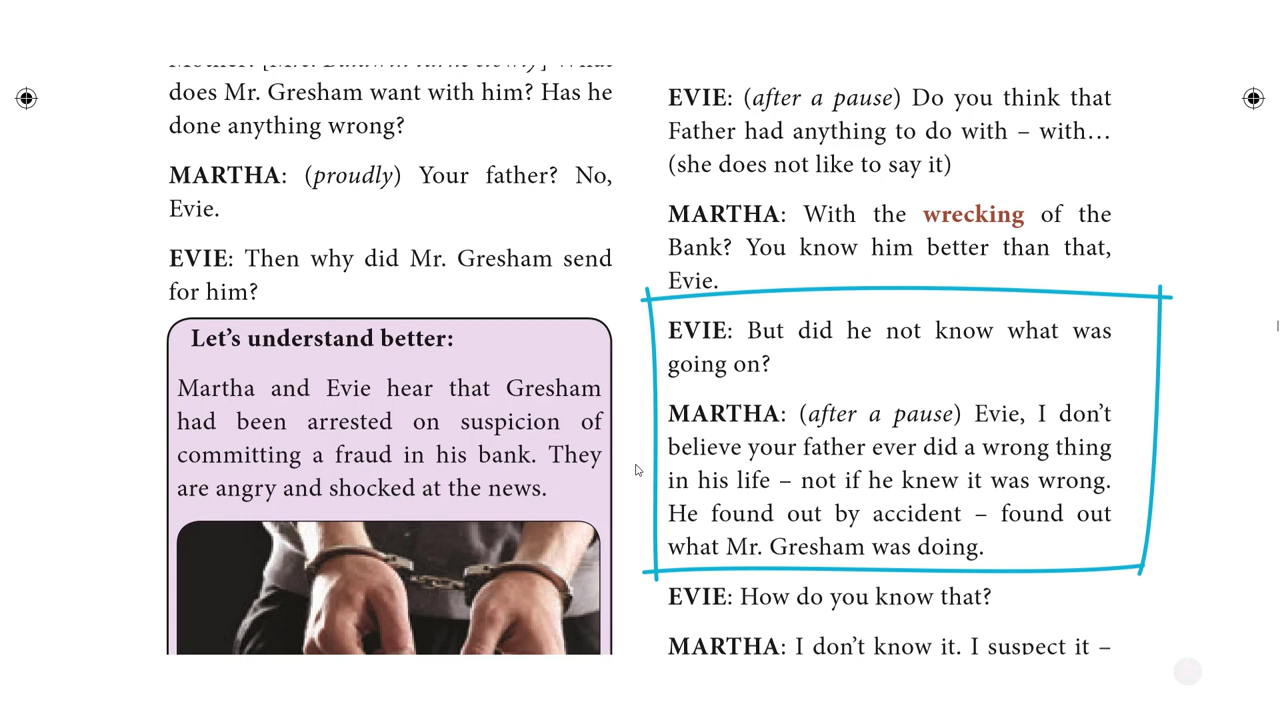 does Mr. Gresham want with him? Has he
done anything wrong?
MARTHA: (proudly) Your father? No,
Evie.
EVIE: Then why did Mr. Gresham send
for him?
Let's understand better:
Martha and Evie hear that Gresham
had been arrested on suspicion of
committing a fraud in his bank. They
are angry and shocked at the news.
EVIE: (after a pause) Do you think that
Father had anything to do with – with…
(she does not like to say it)
MARTHA: With the wrecking of the
Bank? You know him better than that,
Evie.
EVIE: But did he not know what was
going on?
MARTHA: (after a pause) Evie, I don't
believe your father ever did a wrong thing
in his life – not if he knew it was wrong.
He found out by accident – found out
what Mr. Gresham was doing.
EVIE: How do you know that?
MARTHA: I don't know it. I suspect it –